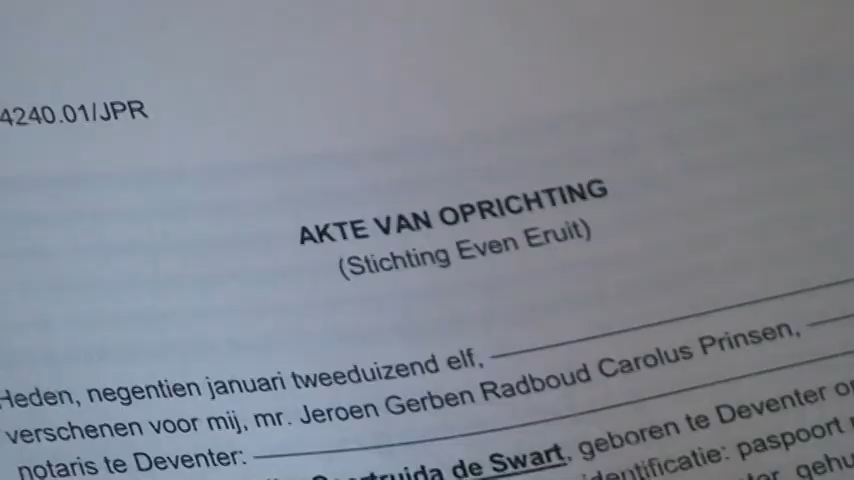 4240.01/JPR
AKTE VAN OPRICHTING
(Stichting Even Eruit)
Heden, negentien januari tweeduizend elf,
verschenen voor mij, mr. Jeroen Gerben Radboud Carolus Prinsen,
notaris te Deventer:
de Swart, geboren te Deventer
identificatie: paspoort